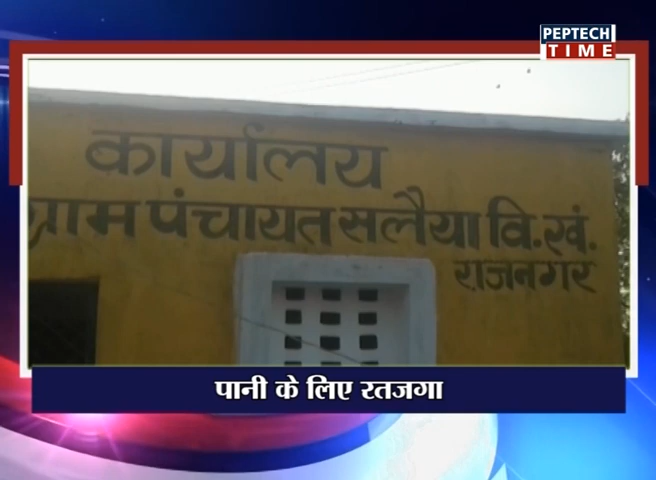 PEPTECH
TIME
कार्यालय
ग्राम पंचायत सलैया वि.खं.
राजनगर
पानी के लिए रतजगा